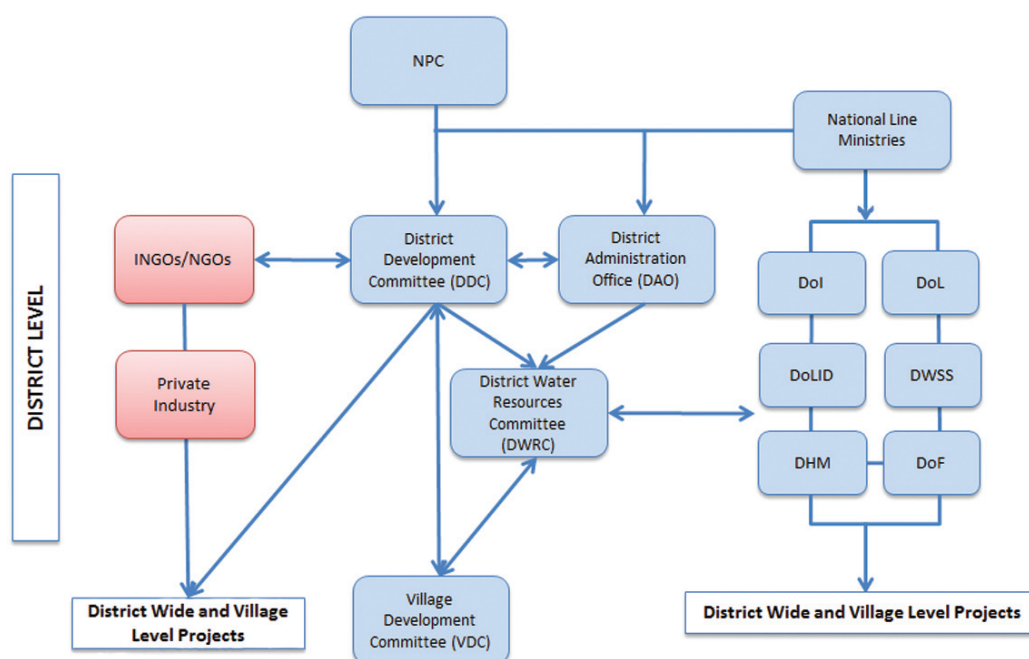 NPC
National Line
Ministries
DISTRICT LEVEL
INGOs/NGOs
District
Development
Committee (DDC)
District
Administration
Office (DAO)
DoI
DoL
Private
Industry
District Water
Resources
Committee
(DWRC)
DoLID
DWSS
DHM
DoF
District Wide and Village
Level Projects
Village
Development
Committee (VDC)
District Wide and Village Level Projects